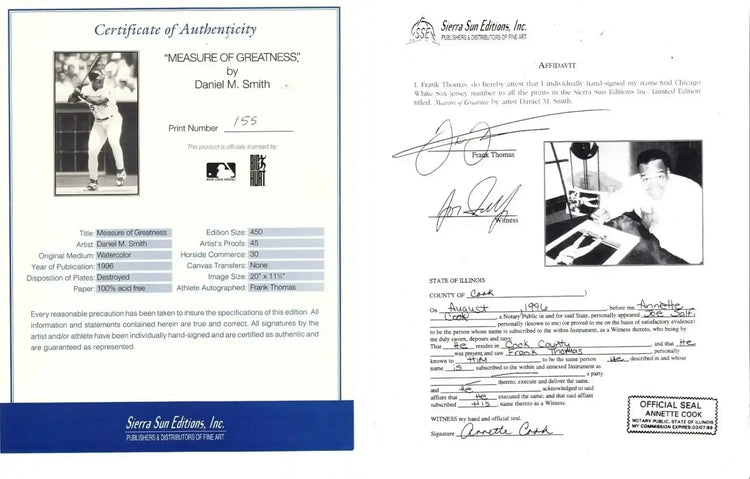 Certificate of Authenticity
"MEASURE OF GREATNESS,"
by
Daniel M. Smith
Print Number 155
This product is officially licensed by:
BIG HURT
Title: Measure of Greatness
Artist: Daniel M. Smith
Original Medium: Watercolor
Year of Publication: 1996
Disposition of Plates: Destroyed
Paper: 100% acid free
Edition Size: 450
Artist's Proofs: 45
Horside Commerce: 30
Canvas Transfers: None
Image Size: 20" x 11¼"
Athlete Autographed: Frank Thomas
Every reasonable precaution has been taken to insure the specifications of this edition. All
information and statements contained herein are true and correct. All signatures by the
artist and/or athlete have been individually hand-signed and are certified as authentic and
are guaranteed as represented.
Sierra Sun Editions, Inc.
PUBLISHERS & DISTRIBUTORS OF FINE ART
SSE
Sierra Sun Editions, Inc.
PUBLISHERS & DISTRIBUTORS OF FINE ART
AFFIDAVIT
I, Frank Thomas, do hereby attest that I individually hand-signed my name and Chicago
White Sox jersey number to all the prints in the Sierra Sun Editions Inc. Limited Edition
titled, Measure of Greatness by artist Daniel M. Smith.
Frank Thomas
Witness
STATE OF ILLINOIS
COUNTY OF Cook )
On August, 1996 before me, Annette
Cook, a Notary Public in and for said State, personally appeared Joe Salfi
personally (known to me) (or proved to me on the basis of satisfactory evidence)
to be the person whose name is subscribed to the within Instrument, as a Witness thereto, who being by
me duly sworn, deposes and says:
That He resides in Cook County and that He
was present and saw Frank Thomas personally
known to Him to be the same person He described in and whose
name is subscribed to the within and annexed Instrument as
a party
thereto, execute and deliver the same,
and He acknowledged to said
affiant that He executed the same; and that said affiant
subscribed His name thereto as a Witness.
WITNESS my hand and official seal.
Signature Annette Cook
OFFICIAL SEAL
ANNETTE COOK
NOTARY PUBLIC, STATE OF ILLINOIS
MY COMMISSION EXPIRES:03/07/99